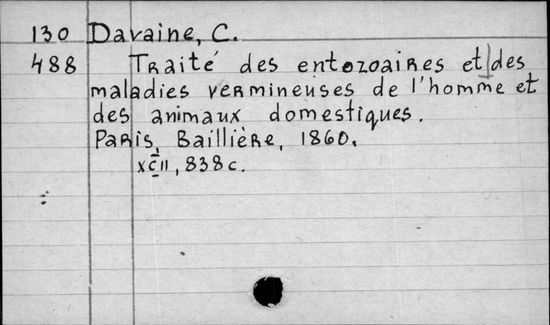 130 Davaine, C.
488 Traité des entozoaires et des
maladies vermineuses de l'homme et
des animaux domestiques.
Paris, Baillière, 1860.
XCII, 838 c.